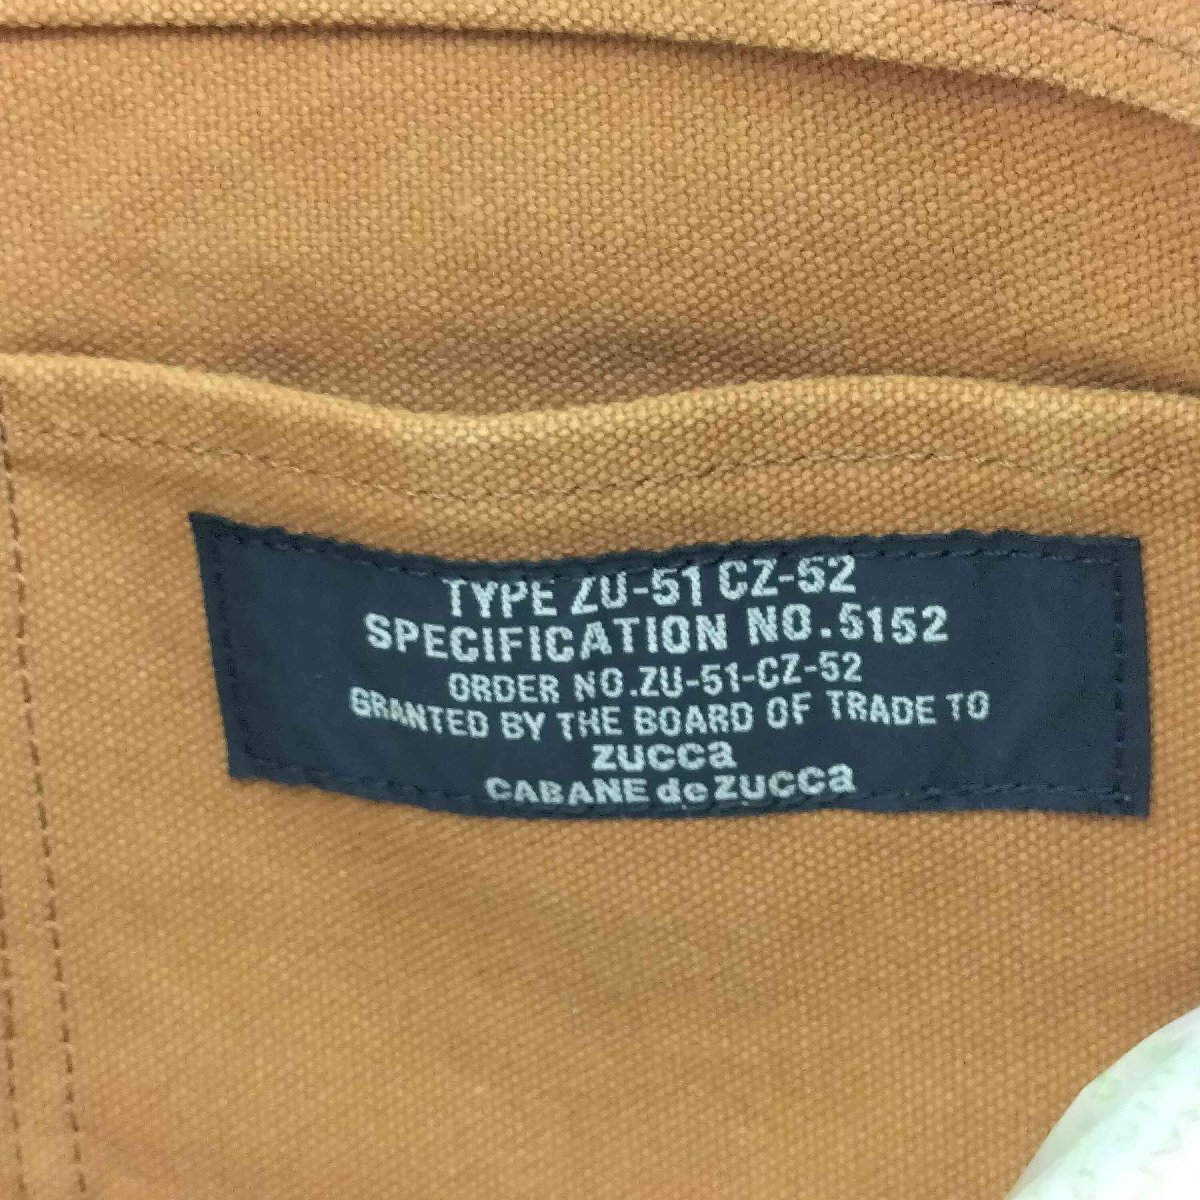 TYPE ZU-51 CZ-52
SPECIFICATION NO.5152
ORDER NO.ZU-51-CZ-52
GRANTED BY THE BOARD OF TRADE TO
zucca
CABANE de zucca